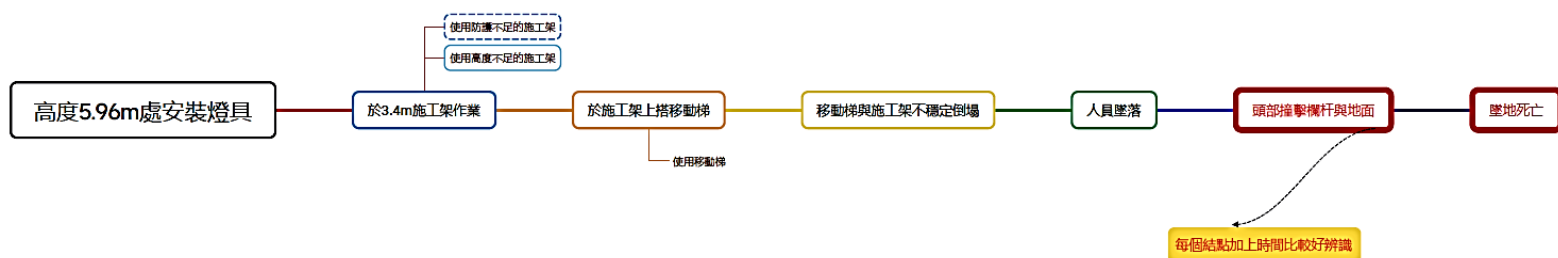 使用防護不足的施工架
使用高度不足的施工架
高度5.96m處安裝燈具
於3.4m施工架作業
於施工架上搭移動梯
移動梯與施工架不穩定倒塌
人員墜落
頭部撞擊欄杆與地面
墜地死亡
使用移動梯
每個結點加上時間比較好辨識